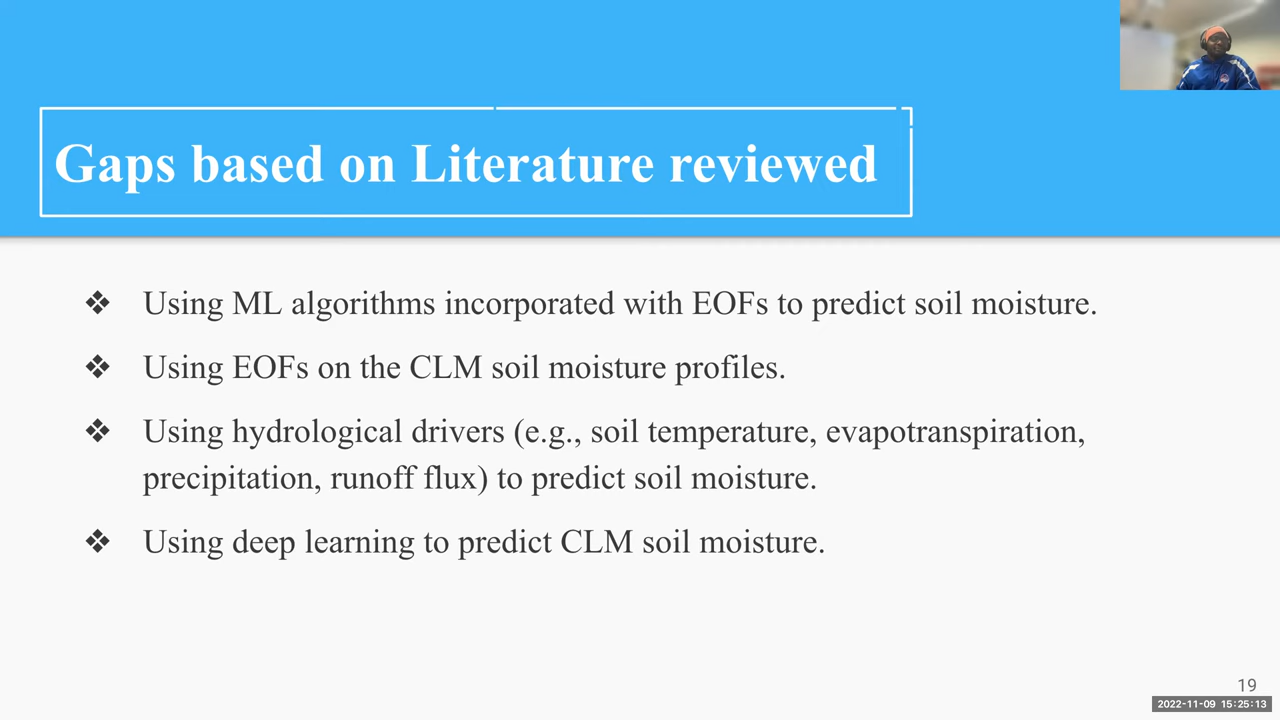 Gaps based on Literature reviewed
❖ Using ML algorithms incorporated with EOFs to predict soil moisture.
❖ Using EOFs on the CLM soil moisture profiles.
❖ Using hydrological drivers (e.g., soil temperature, evapotranspiration,
precipitation, runoff flux) to predict soil moisture.
❖ Using deep learning to predict CLM soil moisture.
19
2022-11-09 15:25:13